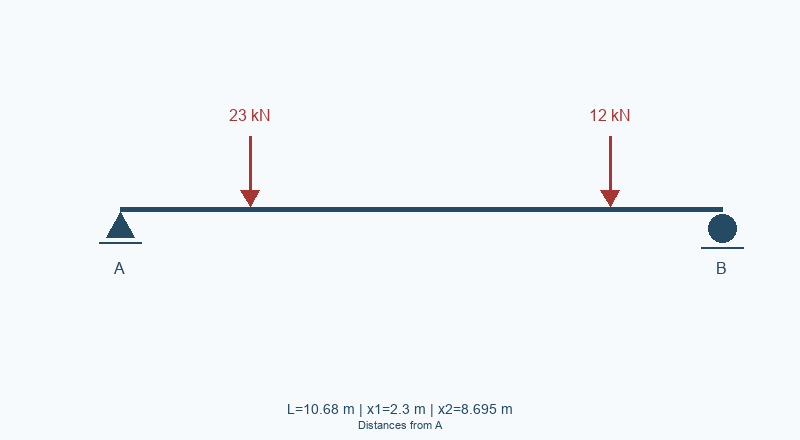 23 kN
12 kN
A
B
L=10.68 m | x1=2.3 m | x2=8.695 m
Distances from A